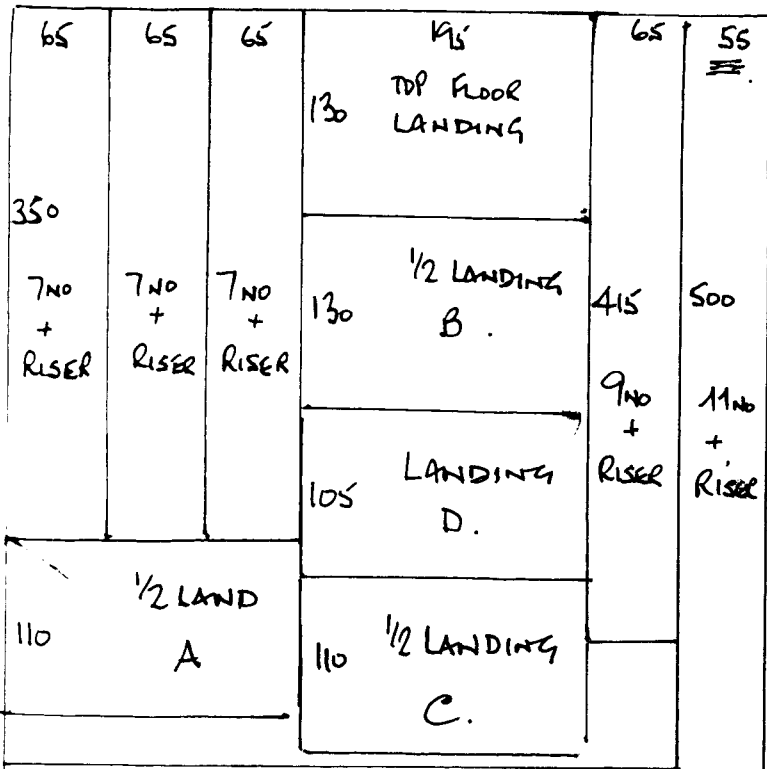 65
65
65
195
65
55
130
TOP FLOOR
LANDING
350
7NO
+
RISER
7NO
+
RISER
7NO
+
RISER
130
1/2 LANDING
B.
415
9NO
+
RISER
500
11NO
+
RISER
105
LANDING
D.
110
1/2 LAND
A
110
1/2 LANDING
C.